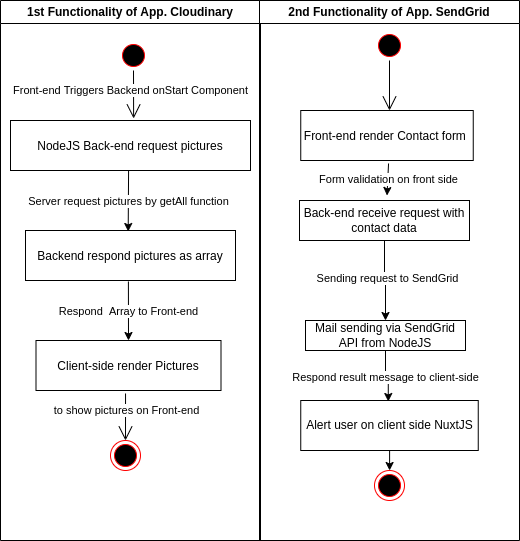 1st Functionality of App. Cloudinary
Front-end Triggers Backend onStart Component
NodeJS Back-end request pictures
Server request pictures by getAll function
Backend respond pictures as array
Respond Array to Front-end
Client-side render Pictures
to show pictures on Front-end
2nd Functionality of App. SendGrid
Front-end render Contact form
Form validation on front side
Back-end receive request with
contact data
Sending request to SendGrid
Mail sending via SendGrid
API from NodeJS
Respond result message to client-side
Alert user on client side NuxtJS